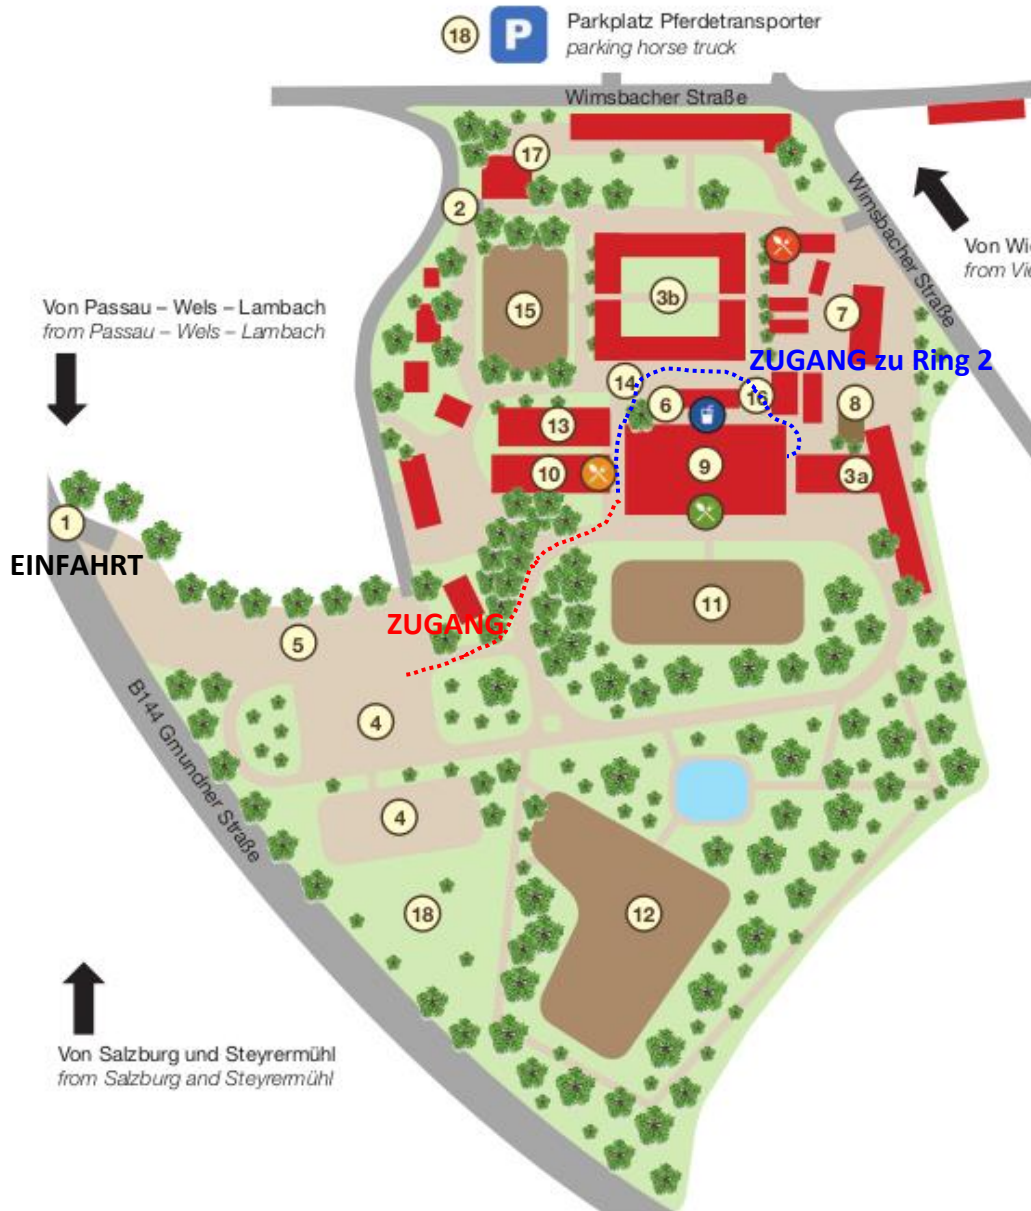 18 P Parkplatz Pferdetransporter
parking horse truck
Wimsbacher Straße
17
2
Wimsbacher Straße
Von
from
3b
15
7
Von Passau – Wels – Lambach
from Passau – Wels – Lambach
ZUGANG zu Ring 2
14
6
16
8
13
9
10
3a
1
EINFAHRT
11
ZUGANG
5
4
B144 Gmundner Straße
4
18
12
Von Salzburg und Steyrermühl
from Salzburg and Steyrermühl